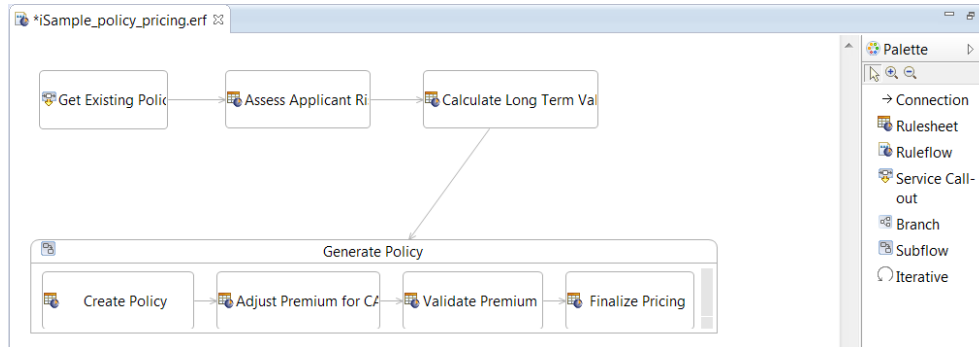 *iSample_policy_pricing.erf
Palette
Get Existing Polic
Assess Applicant Ri
Calculate Long Term Val
Connection
Rulesheet
Ruleflow
Service Call-
out
Branch
Subflow
Iterative
Generate Policy
Create Policy
Adjust Premium for CA
Validate Premium
Finalize Pricing